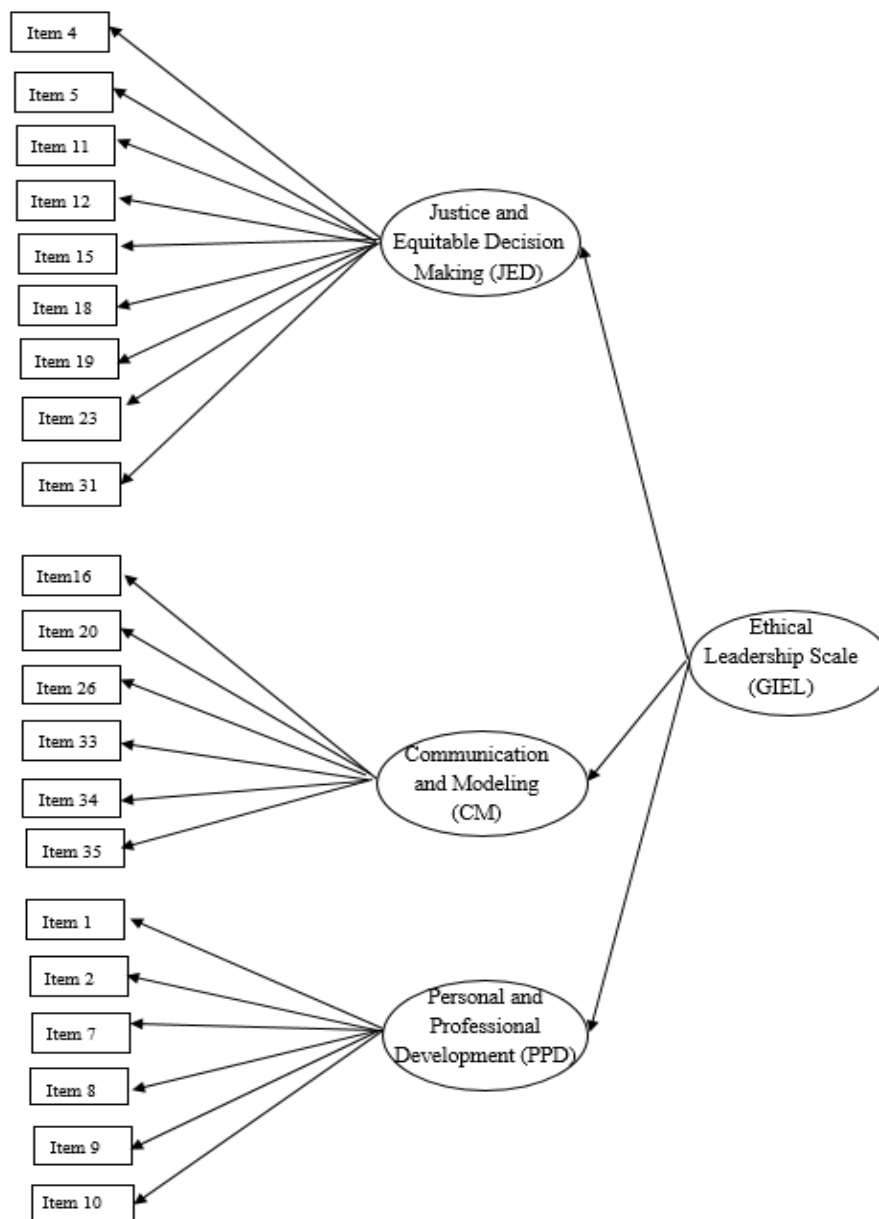 Item 4
Item 5
Item 11
Item 12
Item 15
Item 18
Item 19
Item 23
Item 31
Justice and
Equitable Decision
Making (JED)
Item16
Item 20
Item 26
Item 33
Item 34
Item 35
Communication
and Modeling
(CM)
Ethical
Leadership Scale
(GIEL)
Item 1
Item 2
Item 7
Item 8
Item 9
Item 10
Personal and
Professional
Development (PPD)